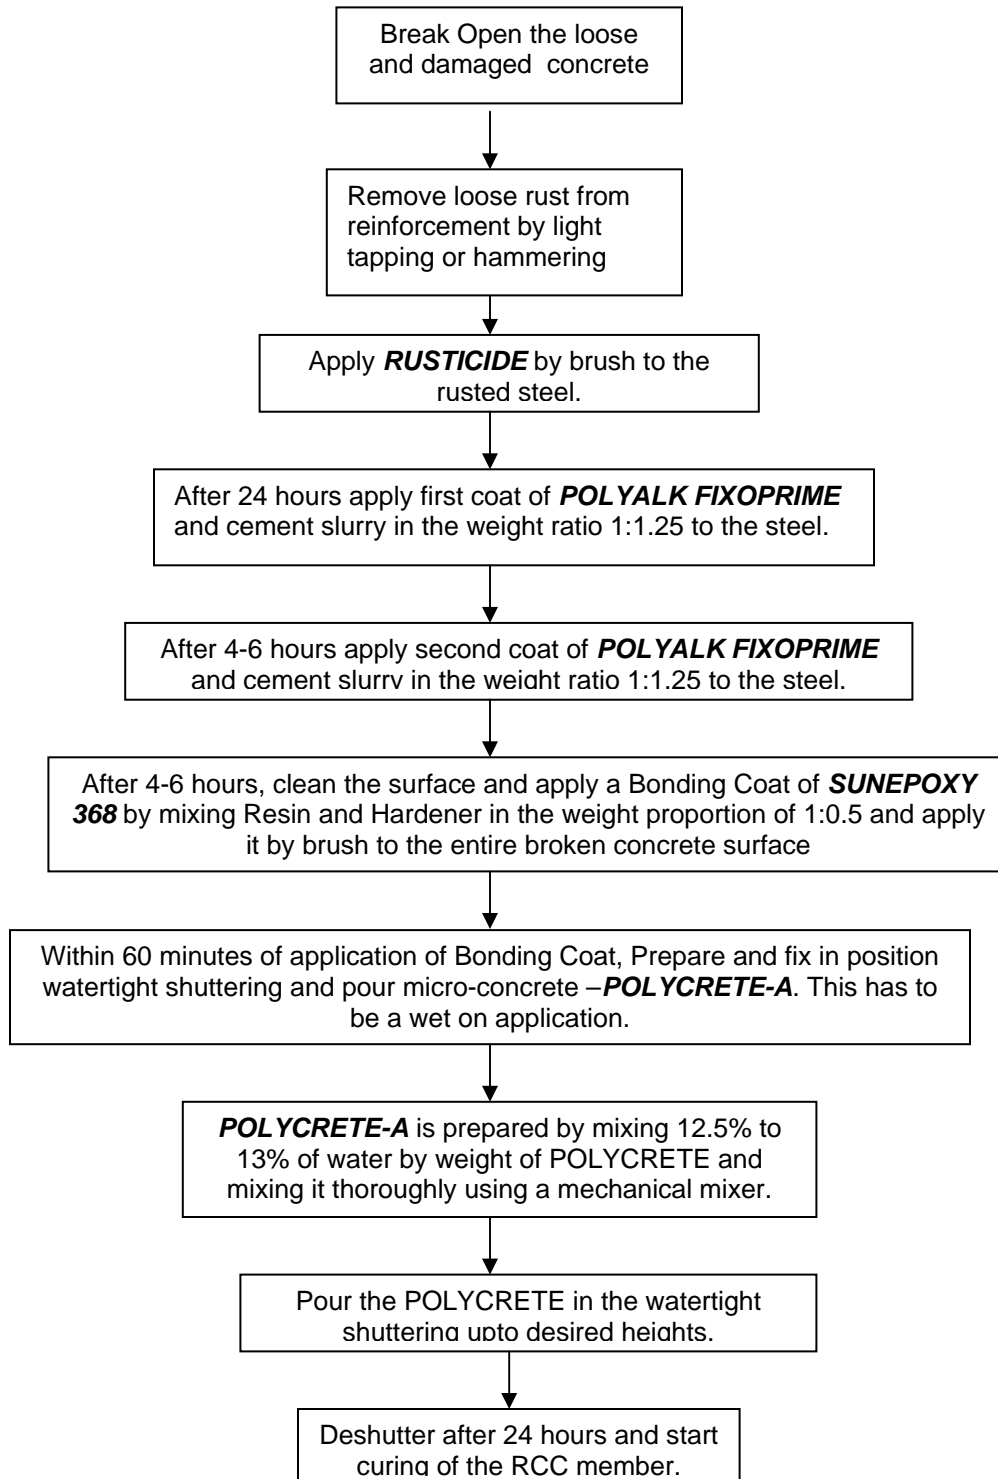 Break Open the loose
and damaged concrete
Remove loose rust from
reinforcement by light
tapping or hammering
Apply RUSTICIDE by brush to the
rusted steel.
After 24 hours apply first coat of POLYALK FIXOPRIME
and cement slurry in the weight ratio 1:1.25 to the steel.
After 4-6 hours apply second coat of POLYALK FIXOPRIME
and cement slurry in the weight ratio 1:1.25 to the steel.
After 4-6 hours, clean the surface and apply a Bonding Coat of SUNEPOXY
368 by mixing Resin and Hardener in the weight proportion of 1:0.5 and apply
it by brush to the entire broken concrete surface
Within 60 minutes of application of Bonding Coat, Prepare and fix in position
watertight shuttering and pour micro-concrete –POLYCRETE-A. This has to
be a wet on application.
POLYCRETE-A is prepared by mixing 12.5% to
13% of water by weight of POLYCRETE and
mixing it thoroughly using a mechanical mixer.
Pour the POLYCRETE in the watertight
shuttering upto desired heights.
Deshutter after 24 hours and start
curing of the RCC member.